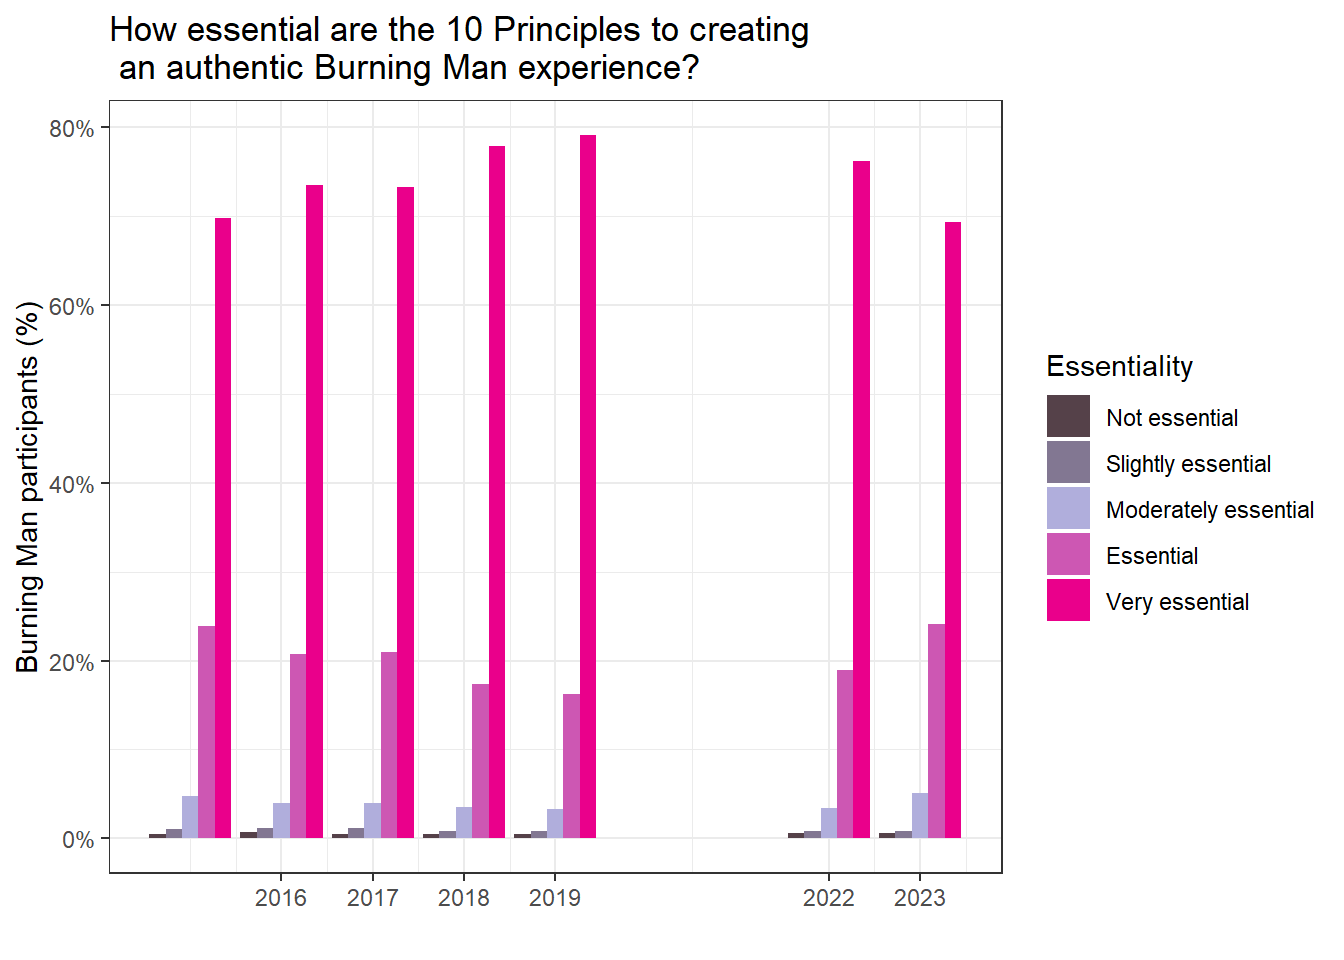 How essential are the 10 Principles to creating
an authentic Burning Man experience?
Burning Man participants (%)
80%
60%
40%
20%
0%
2016
2017
2018
2019
2022
2023
Essentiality
Not essential
Slightly essential
Moderately essential
Essential
Very essential